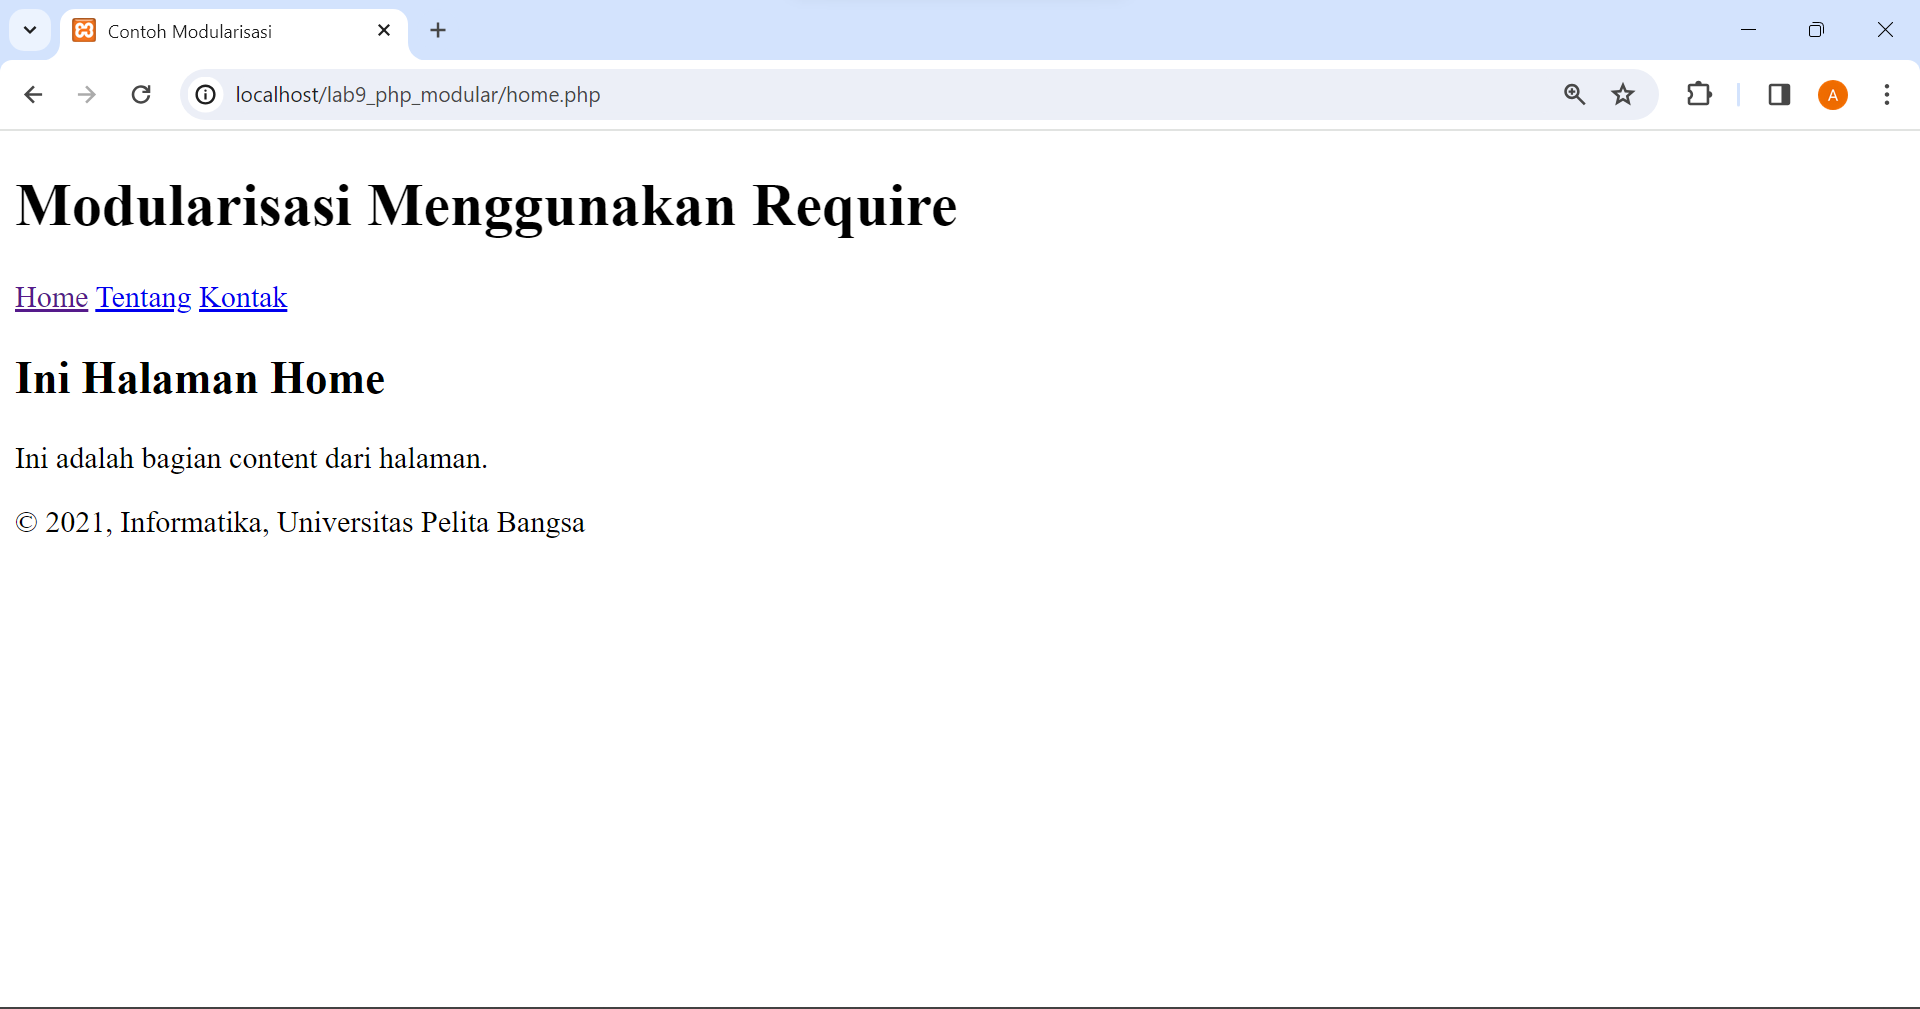 Contoh Modularisasi
localhost/lab9_php_modular/home.php
A
Modularisasi Menggunakan Require
Home Tentang Kontak
Ini Halaman Home
Ini adalah bagian content dari halaman.
© 2021, Informatika, Universitas Pelita Bangsa